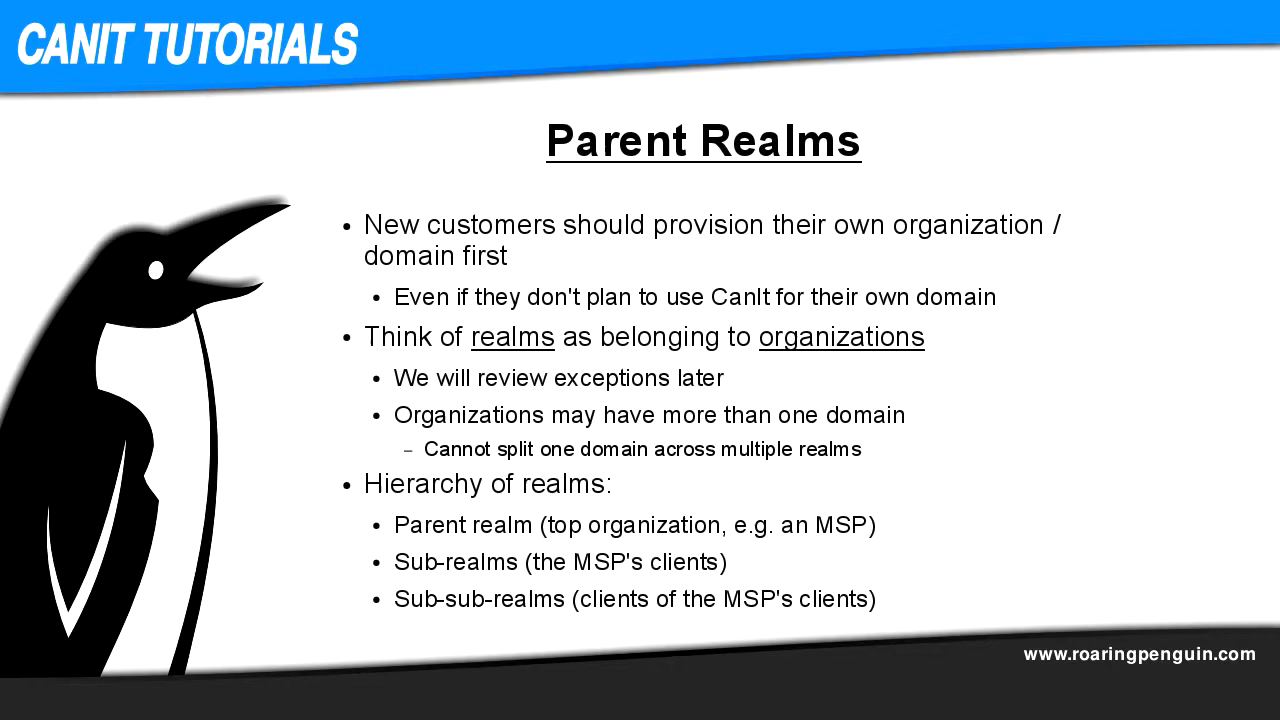 CANIT TUTORIALS
Parent Realms
• New customers should provision their own organization /
domain first
• Even if they don't plan to use CanIt for their own domain
• Think of realms as belonging to organizations
• We will review exceptions later
• Organizations may have more than one domain
– Cannot split one domain across multiple realms
• Hierarchy of realms:
• Parent realm (top organization, e.g. an MSP)
• Sub-realms (the MSP's clients)
• Sub-sub-realms (clients of the MSP's clients)
www.roaringpenguin.com